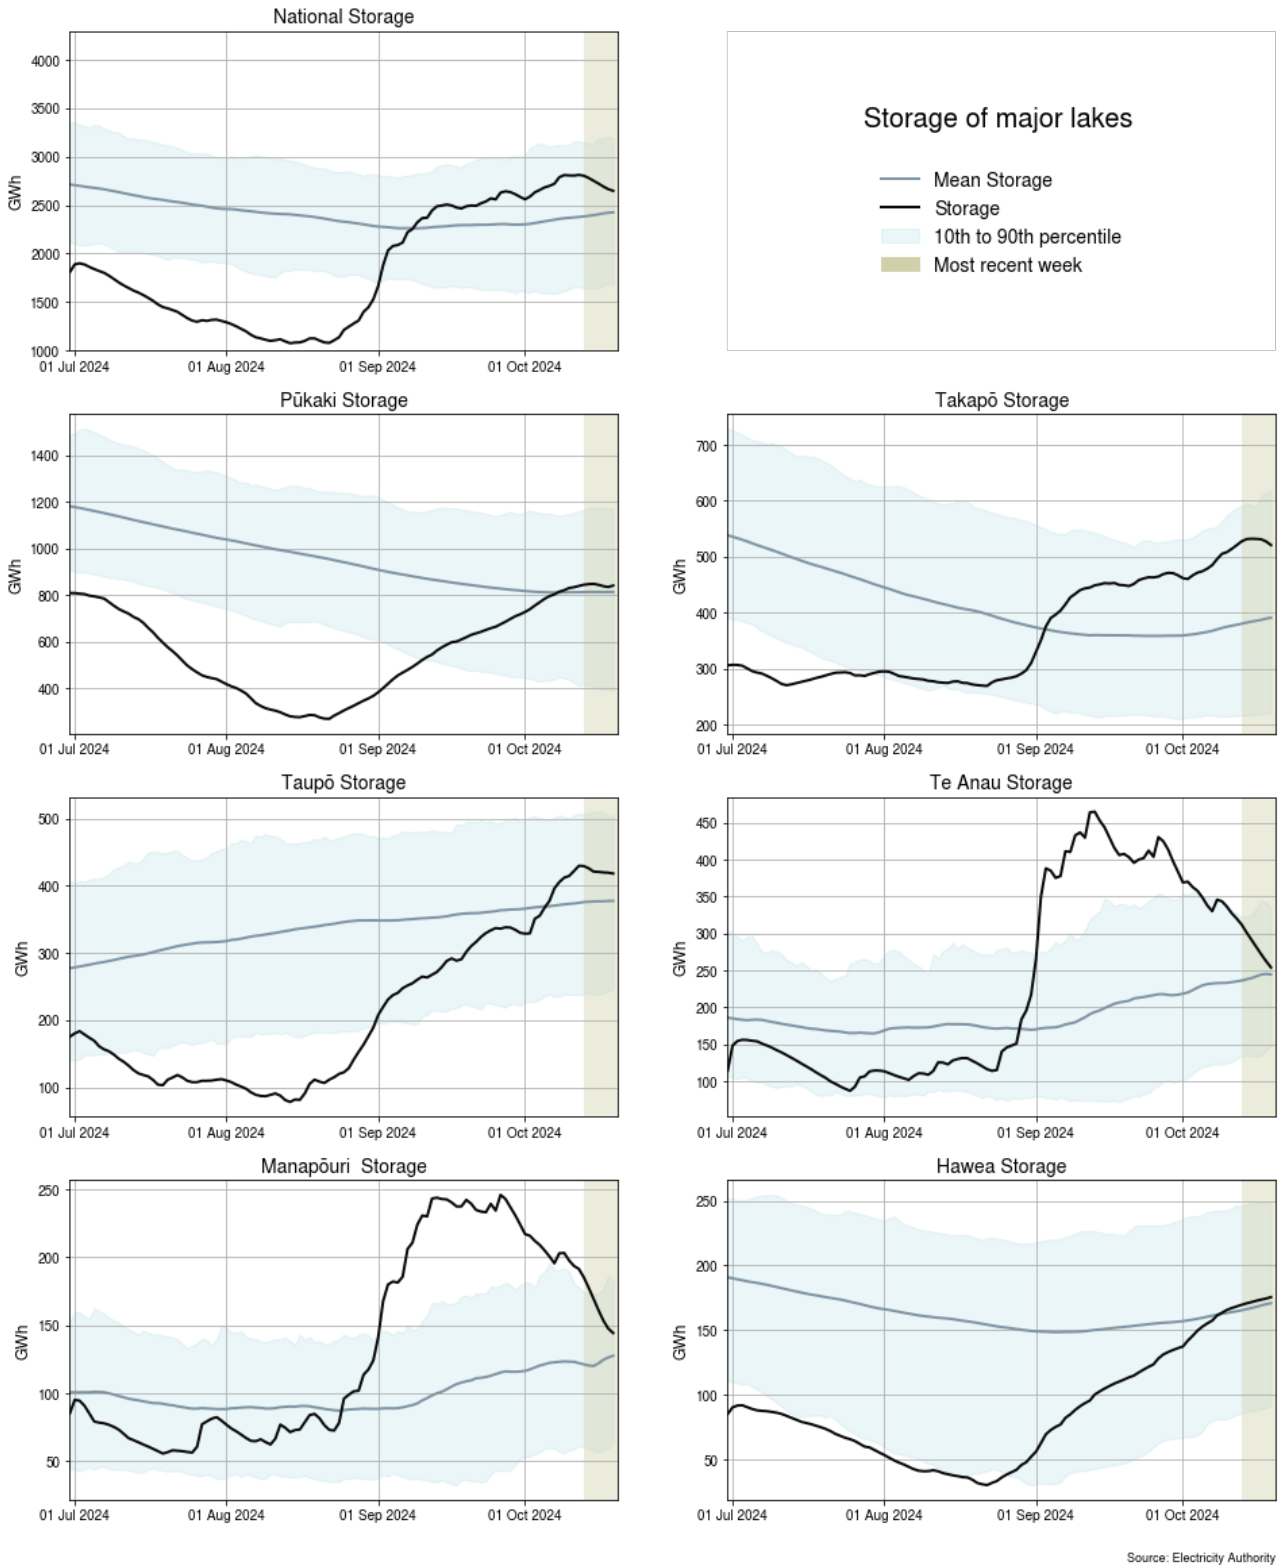 National Storage
GWh
4000
3500
3000
2500
2000
1500
1000
01 Jul 2024 01 Aug 2024 01 Sep 2024 01 Oct 2024
Storage of major lakes
Mean Storage
Storage
10th to 90th percentile
Most recent week
Pūkaki Storage
GWh
1400
1200
1000
800
600
400
01 Jul 2024 01 Aug 2024 01 Sep 2024 01 Oct 2024
Takapō Storage
GWh
700
600
500
400
300
200
01 Jul 2024 01 Aug 2024 01 Sep 2024 01 Oct 2024
Taupō Storage
GWh
500
400
300
200
100
01 Jul 2024 01 Aug 2024 01 Sep 2024 01 Oct 2024
Te Anau Storage
GWh
450
400
350
300
250
200
150
100
01 Jul 2024 01 Aug 2024 01 Sep 2024 01 Oct 2024
Manapōuri Storage
GWh
250
200
150
100
50
01 Jul 2024 01 Aug 2024 01 Sep 2024 01 Oct 2024
Hawea Storage
GWh
250
200
150
100
50
01 Jul 2024 01 Aug 2024 01 Sep 2024 01 Oct 2024
Source: Electricity Authority